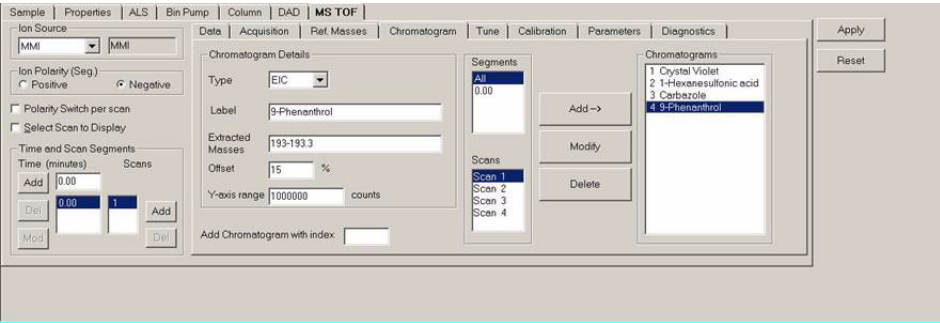 Sample Properties ALS Bin Pump Column DAD MS TOF
Ion Source
MMI MMI
Ion Polarity (Seg.)
Positive Negative
Polarity Switch per scan
Select Scan to Display
Time and Scan Segments
Time (minutes) Scans
Add 0.00
Del 0.00 1 Add
Mod Del
Data Acquisition Ref. Masses Chromatogram Tune Calibration Parameters Diagnostics
Chromatogram Details
Type EIC
Label 9-Phenanthrol
Extracted
Masses 193-193.3
Offset 15 %
Y-axis range 1000000 counts
Add Chromatogram with index
Segments
All
0.00
Scans
Scan 1
Scan 2
Scan 3
Scan 4
Add ->
Modify
Delete
Chromatograms
1 Crystal Violet
2 1-Hexanesulfonic acid
3 Carbazole
4 9-Phenanthrol
Apply
Reset